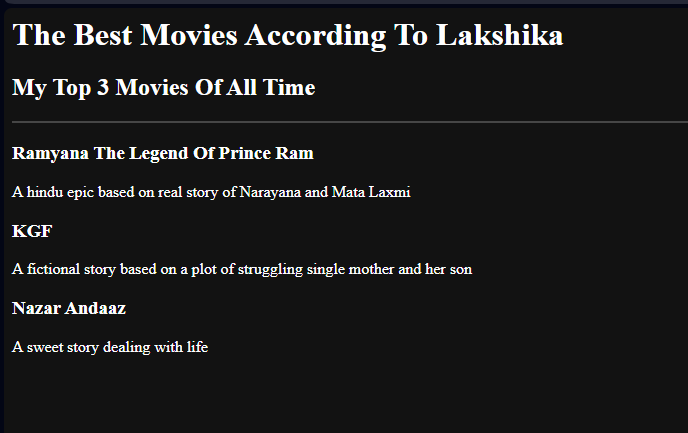 The Best Movies According To Lakshika
My Top 3 Movies Of All Time
Ramyana The Legend Of Prince Ram
A hindu epic based on real story of Narayana and Mata Laxmi
KGF
A fictional story based on a plot of struggling single mother and her son
Nazar Andaaz
A sweet story dealing with life